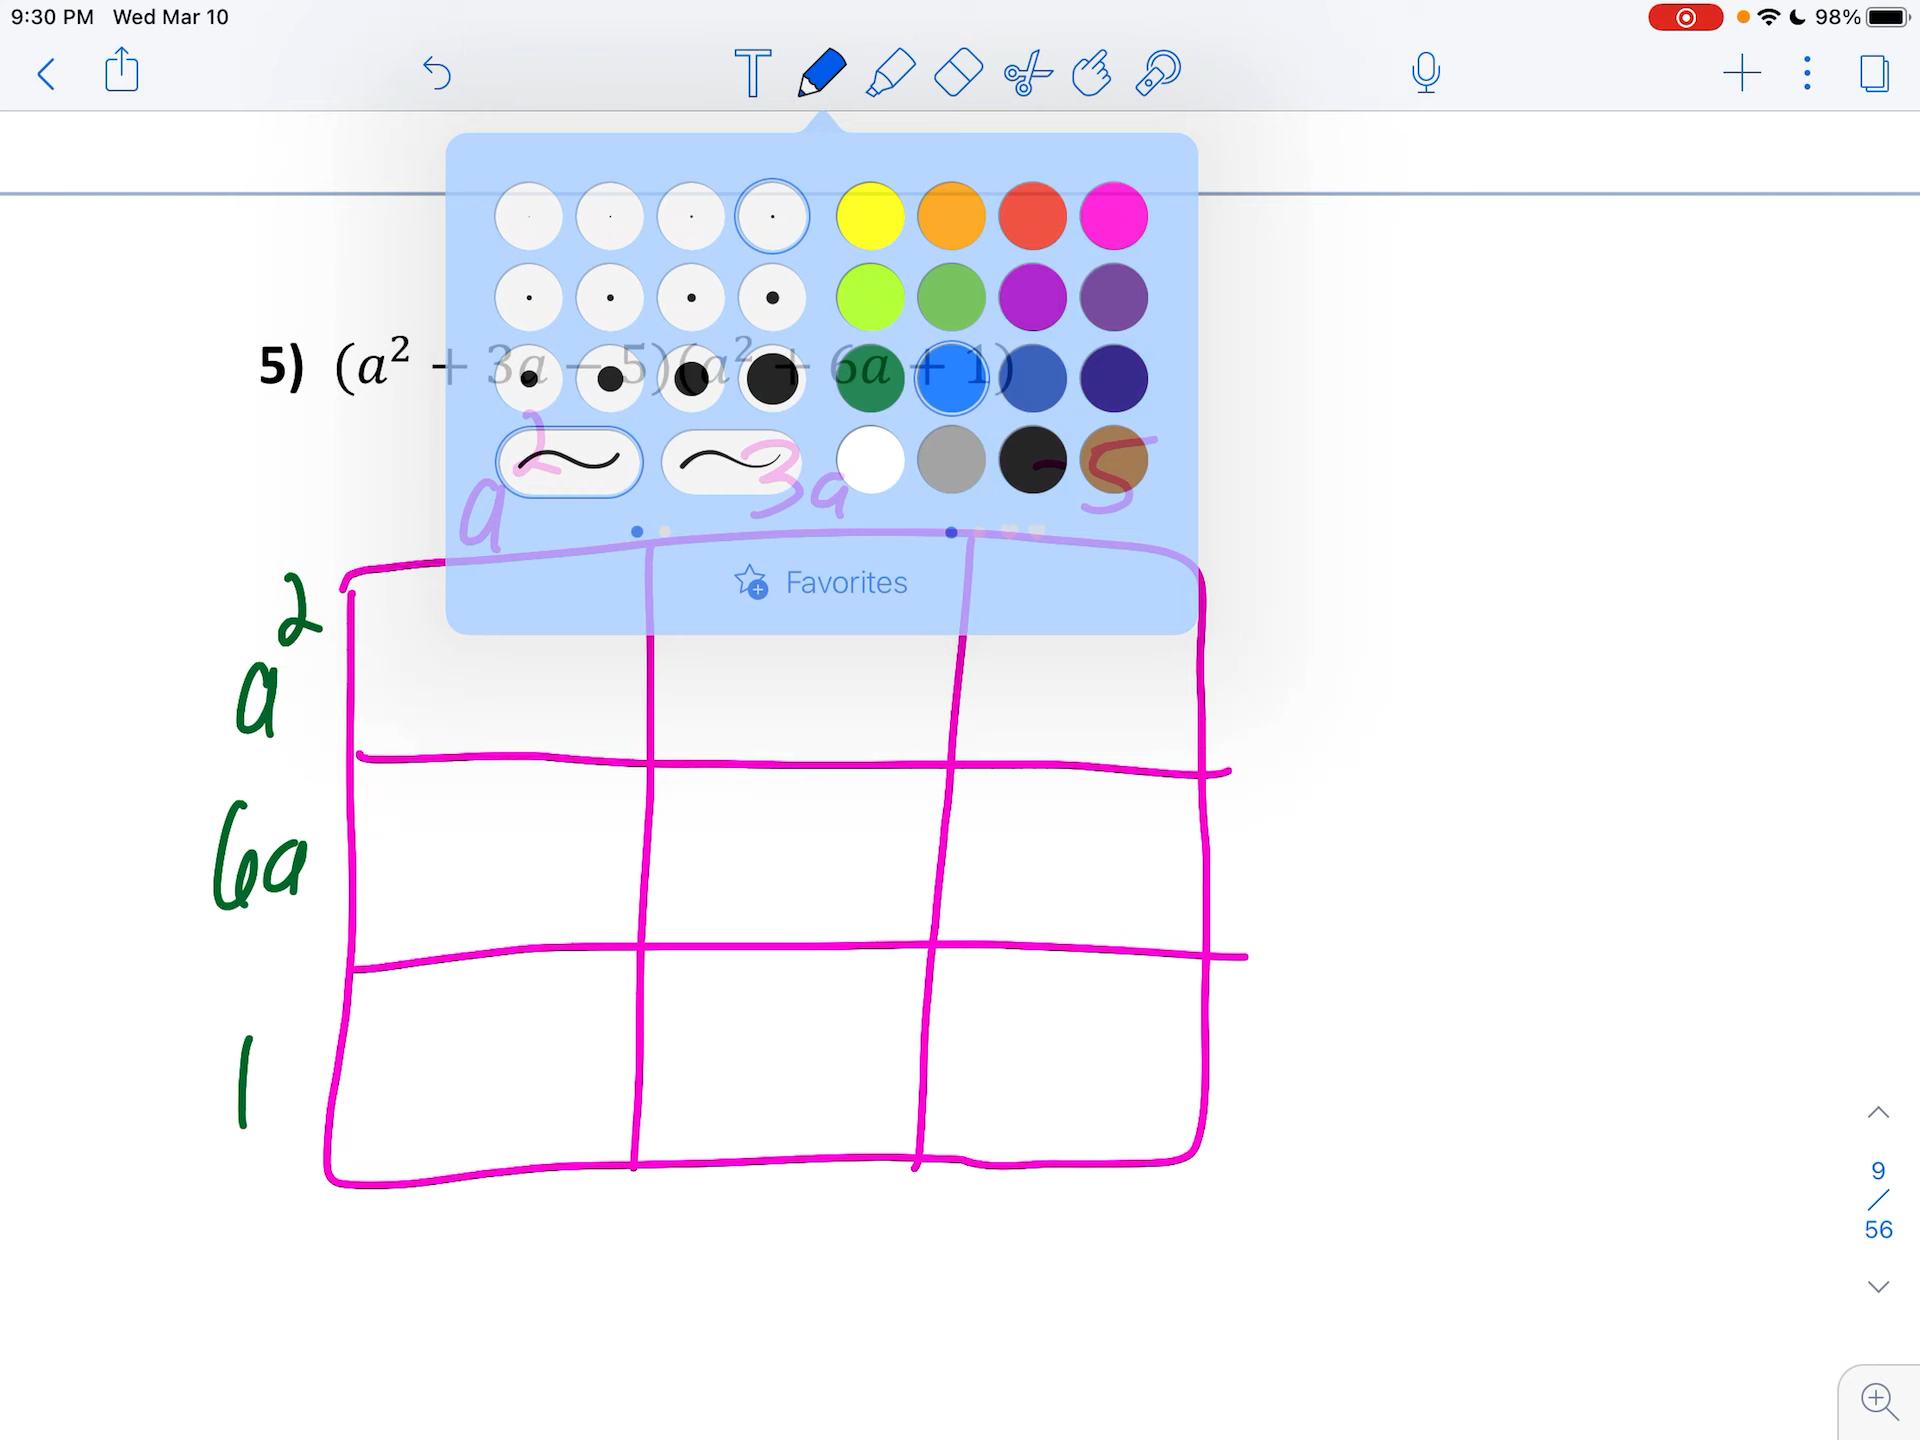 9:30 PM Wed Mar 10 98%
T
5) (a² + 3a − 5)(a² + 6a + 1)
a² 3a -5
Favorites
a²
6a
1
9
/
56